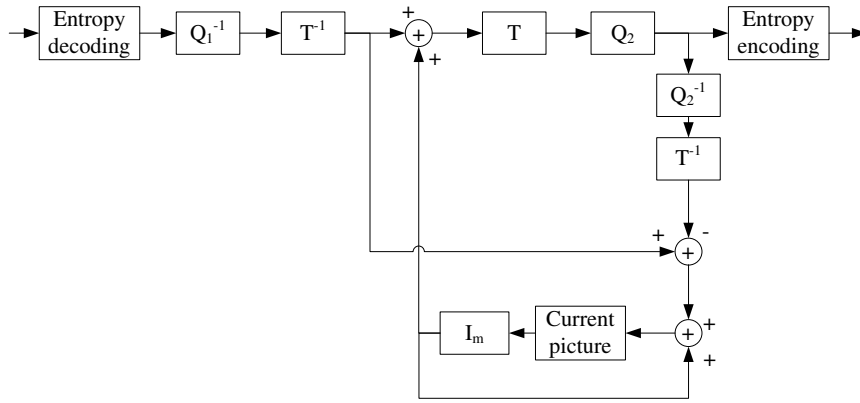 +
Entropy
decoding
Q₁⁻¹
T⁻¹
+
T
Q₂
Entropy
encoding
+
Q₂⁻¹
T⁻¹
+
-
+
Iₘ
Current
picture
+
+
+